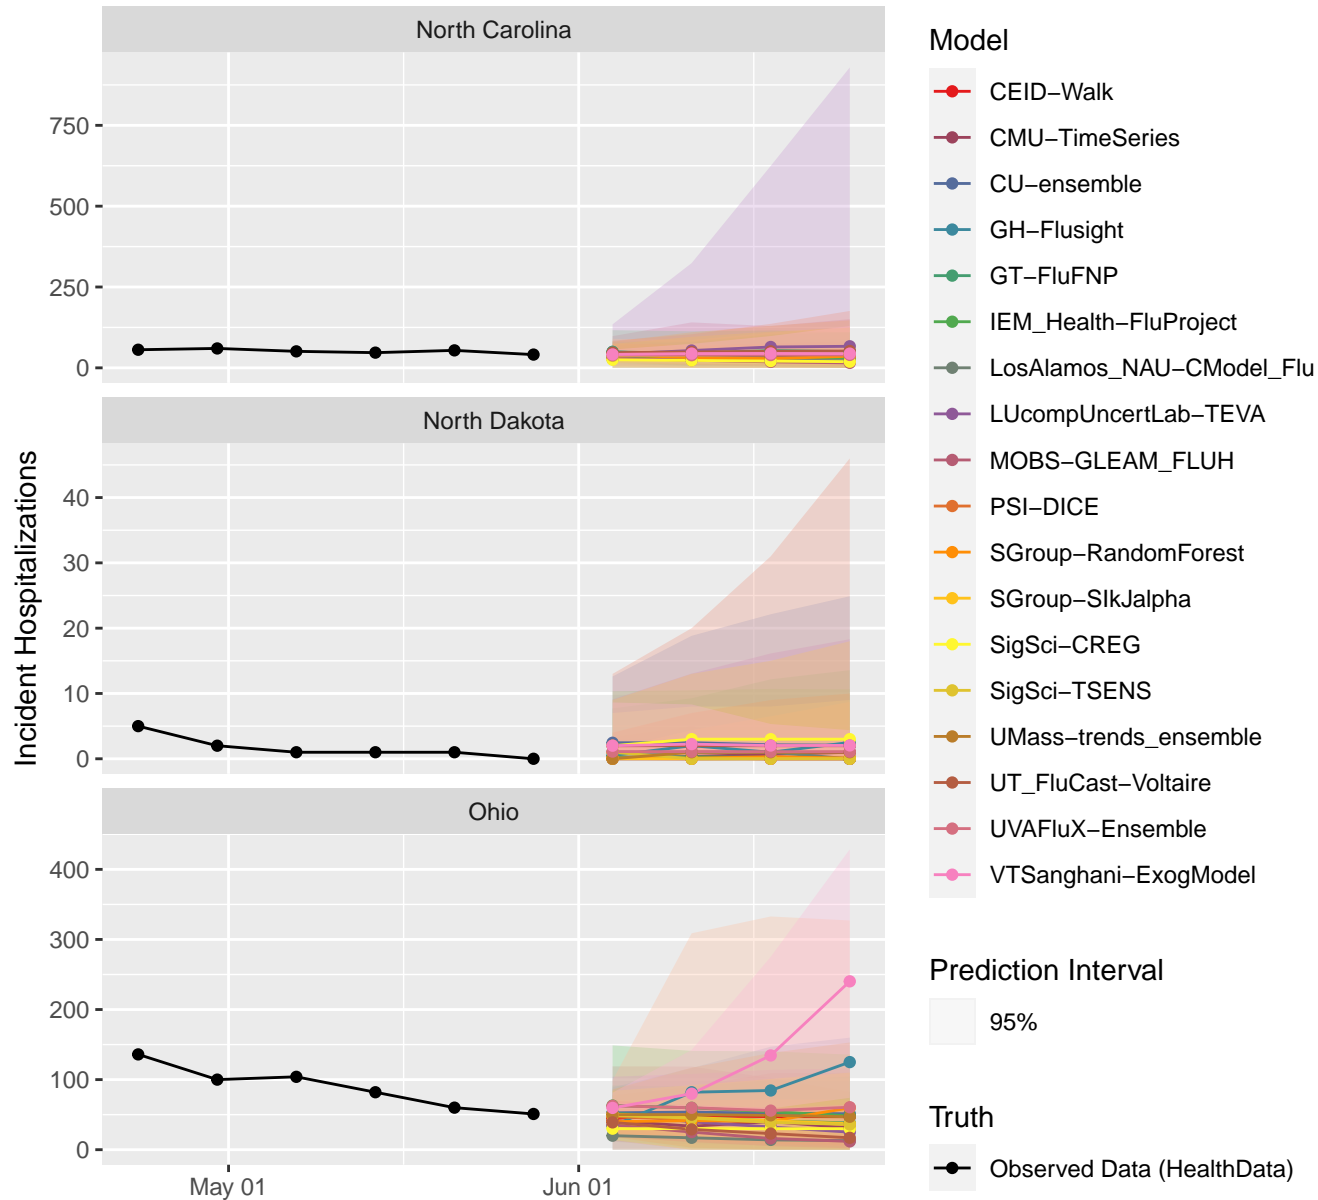 North Carolina
750
500
250
0
North Dakota
40
30
20
10
0
Ohio
400
300
200
100
0
May 01
Jun 01
Incident Hospitalizations
Model
CEID−Walk
CMU−TimeSeries
CU−ensemble
GH−Flusight
GT−FluFNP
IEM_Health−FluProject
LosAlamos_NAU−CModel_Flu
LUcompUncertLab−TEVA
MOBS−GLEAM_FLUH
PSI−DICE
SGroup−RandomForest
SGroup−SIkJalpha
SigSci−CREG
SigSci−TSENS
UMass−trends_ensemble
UT_FluCast−Voltaire
UVAFluX−Ensemble
VTSanghani−ExogModel
Prediction Interval
95%
Truth
Observed Data (HealthData)